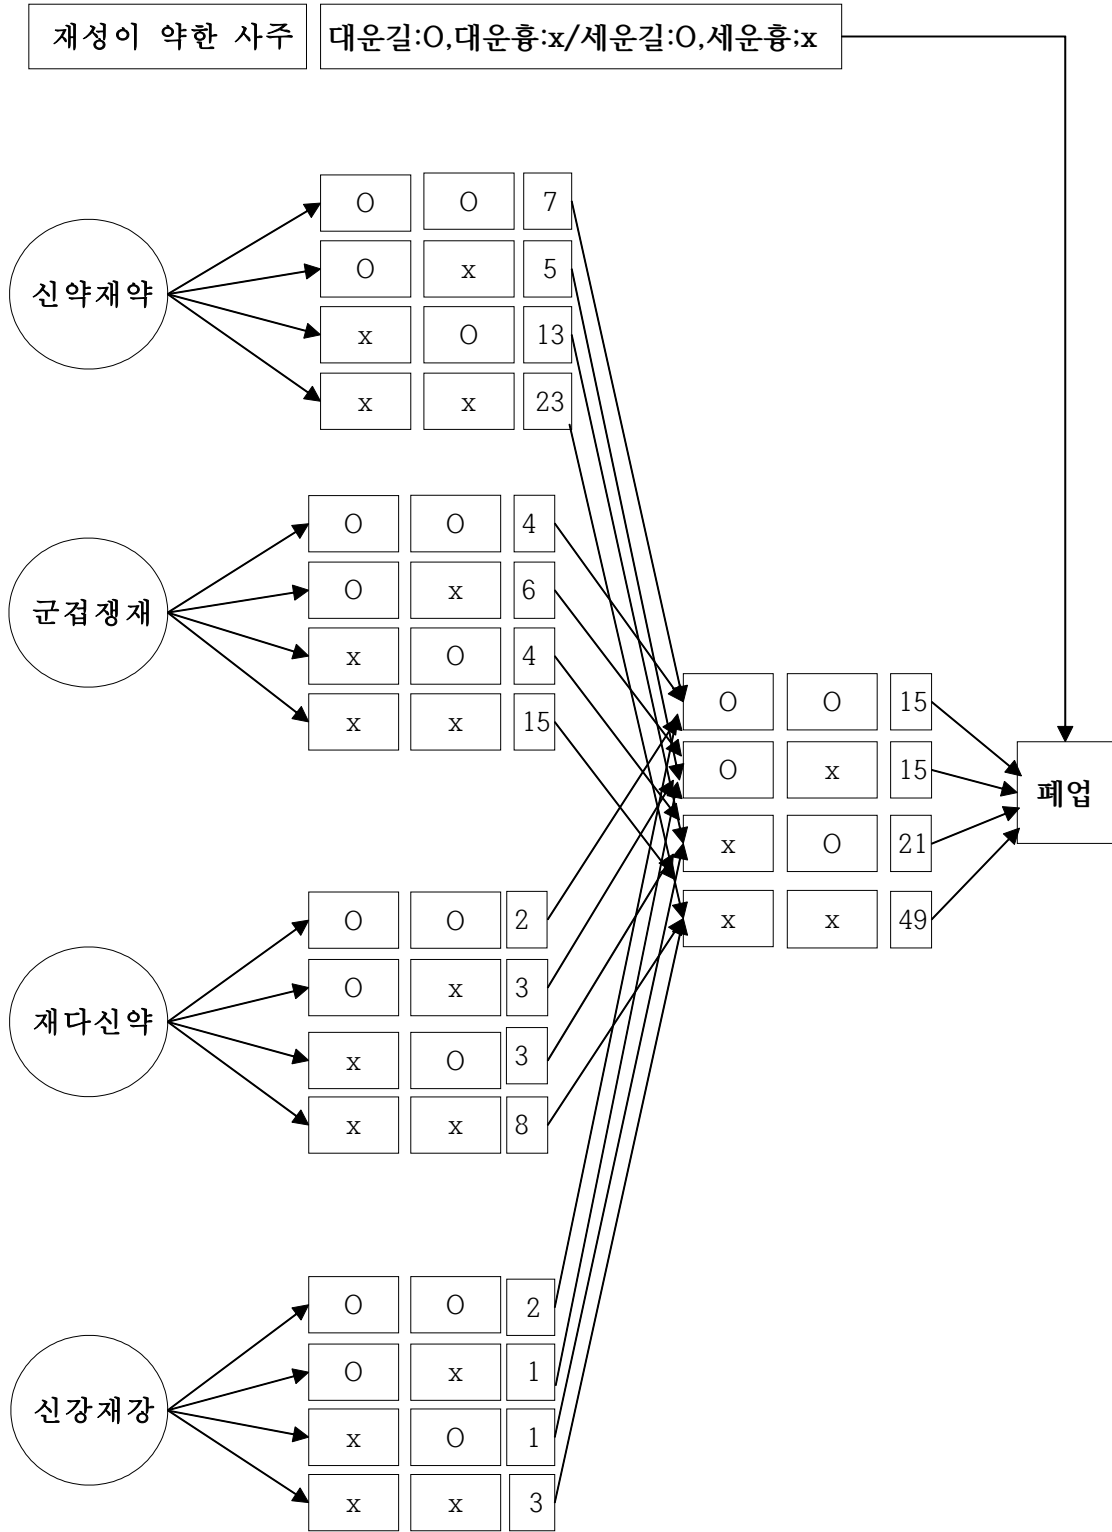 재성이 약한 사주
대운길:O,대운흉:x/세운길:O,세운흉;x
신약재약
O O 7
O x 5
x O 13
x x 23
군겁쟁재
O O 4
O x 6
x O 4
x x 15
재다신약
O O 2
O x 3
x O 3
x x 8
신강재강
O O 2
O x 1
x O 1
x x 3
O O 15
O x 15
x O 21
x x 49
폐업